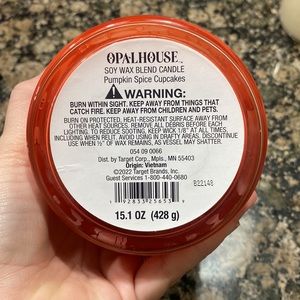 OPALHOUSE™
SOY WAX BLEND CANDLE
Pumpkin Spice Cupcakes
WARNING:
BURN WITHIN SIGHT. KEEP AWAY FROM THINGS THAT
CATCH FIRE. KEEP AWAY FROM CHILDREN AND PETS.
BURN ON PROTECTED, HEAT-RESISTANT SURFACE AWAY FROM
OTHER HEAT SOURCES. REMOVE ALL DEBRIS BEFORE EACH
LIGHTING. TO REDUCE SOOTING, KEEP WICK 1/8" AT ALL TIMES,
INCLUDING WHEN RELIT. AVOID USING IN DRAFTY AREAS. DISCONTINUE
USE WHEN ½" OF WAX REMAINS, AS VESSEL MAY SHATTER.
054 09 0066
Dist. by Target Corp., Mpls., MN 55403
Origin: Vietnam
©2022 Target Brands, Inc.
Guest Services 1-800-440-0680
B22148
1 92833 25653
15.1 OZ (428 g)